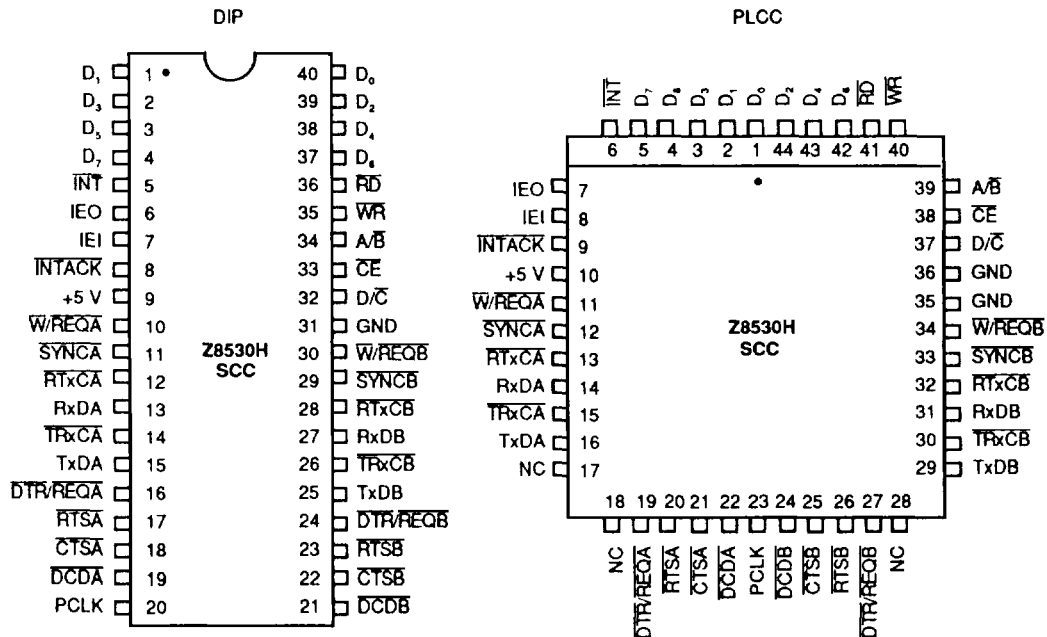 DIP
D₁ 1 40 D₀
D₃ 2 39 D₂
D₅ 3 38 D₄
D₇ 4 37 D₆
INT 5 36 RD
IEO 6 35 WR
IEI 7 34 A/B
INTACK 8 33 CE
+5 V 9 32 D/C
W/REQA 10 31 GND
SYNCA 11 30 W/REQB
RTxCA 12 29 SYNCB
RxDA 13 28 RTxCB
TRxCA 14 27 RxDB
TxDA 15 26 TRxCB
DTR/REQA 16 25 TxDB
RTSA 17 24 DTR/REQB
CTSA 18 23 RTSB
DCDA 19 22 CTSB
PCLK 20 21 DCDB
Z8530H
SCC
PLCC
INT D₇ D₅ D₃ D₁ D₀ D₂ D₄ D₆ RD WR
6 5 4 3 2 1 44 43 42 41 40
IEO 7 39 A/B
IEI 8 38 CE
INTACK 9 37 D/C
+5 V 10 36 GND
W/REQA 11 35 GND
SYNCA 12 34 W/REQB
RTxCA 13 33 SYNCB
RxDA 14 32 RTxCB
TRxCA 15 31 RxDB
TxDA 16 30 TRxCB
NC 17 29 TxDB
Z8530H
SCC
18 19 20 21 22 23 24 25 26 27 28
NC DTR/REQA RTSA CTSA DCDA PCLK DCDB CTSB RTSB DTR/REQB NC